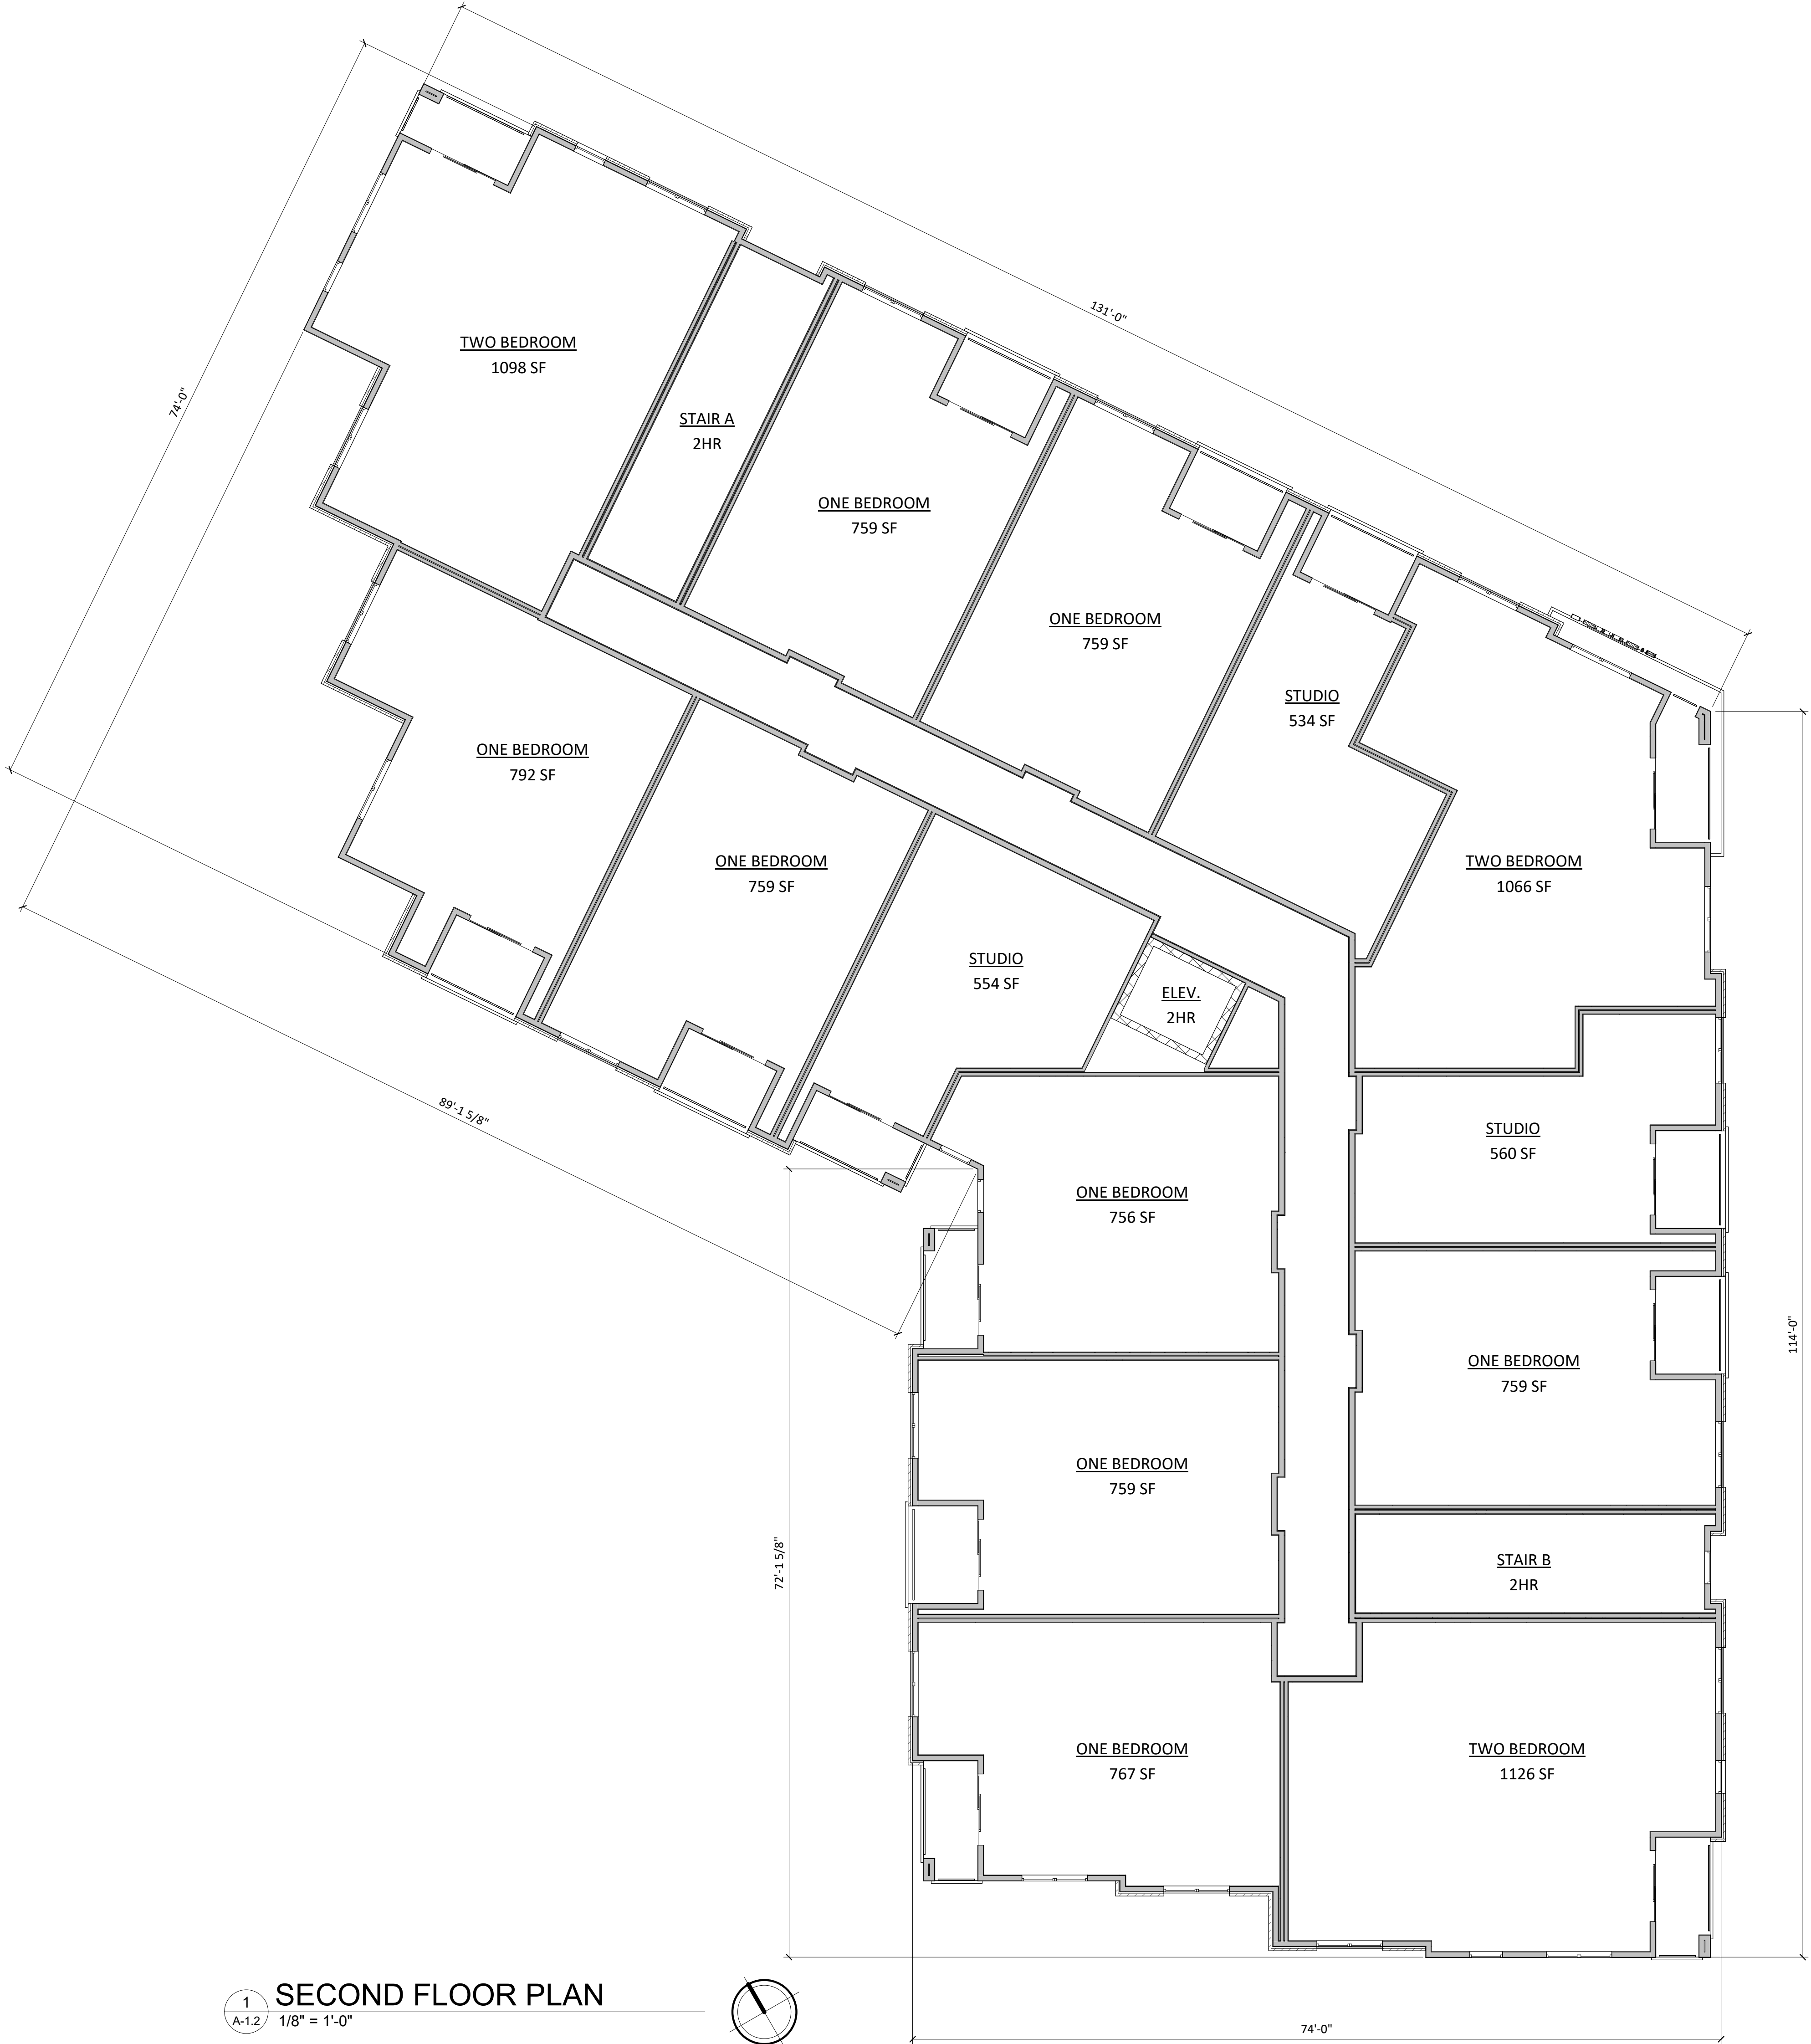 131'-0"
74'-0"
TWO BEDROOM
1098 SF
STAIR A
2HR
ONE BEDROOM
759 SF
ONE BEDROOM
759 SF
STUDIO
534 SF
ONE BEDROOM
792 SF
ONE BEDROOM
759 SF
TWO BEDROOM
1066 SF
STUDIO
554 SF
ELEV.
2HR
89'-1 5/8"
STUDIO
560 SF
ONE BEDROOM
756 SF
114'-0"
ONE BEDROOM
759 SF
ONE BEDROOM
759 SF
72'-1 5/8"
STAIR B
2HR
ONE BEDROOM
767 SF
TWO BEDROOM
1126 SF
1
A-1.2
SECOND FLOOR PLAN
1/8" = 1'-0"
74'-0"